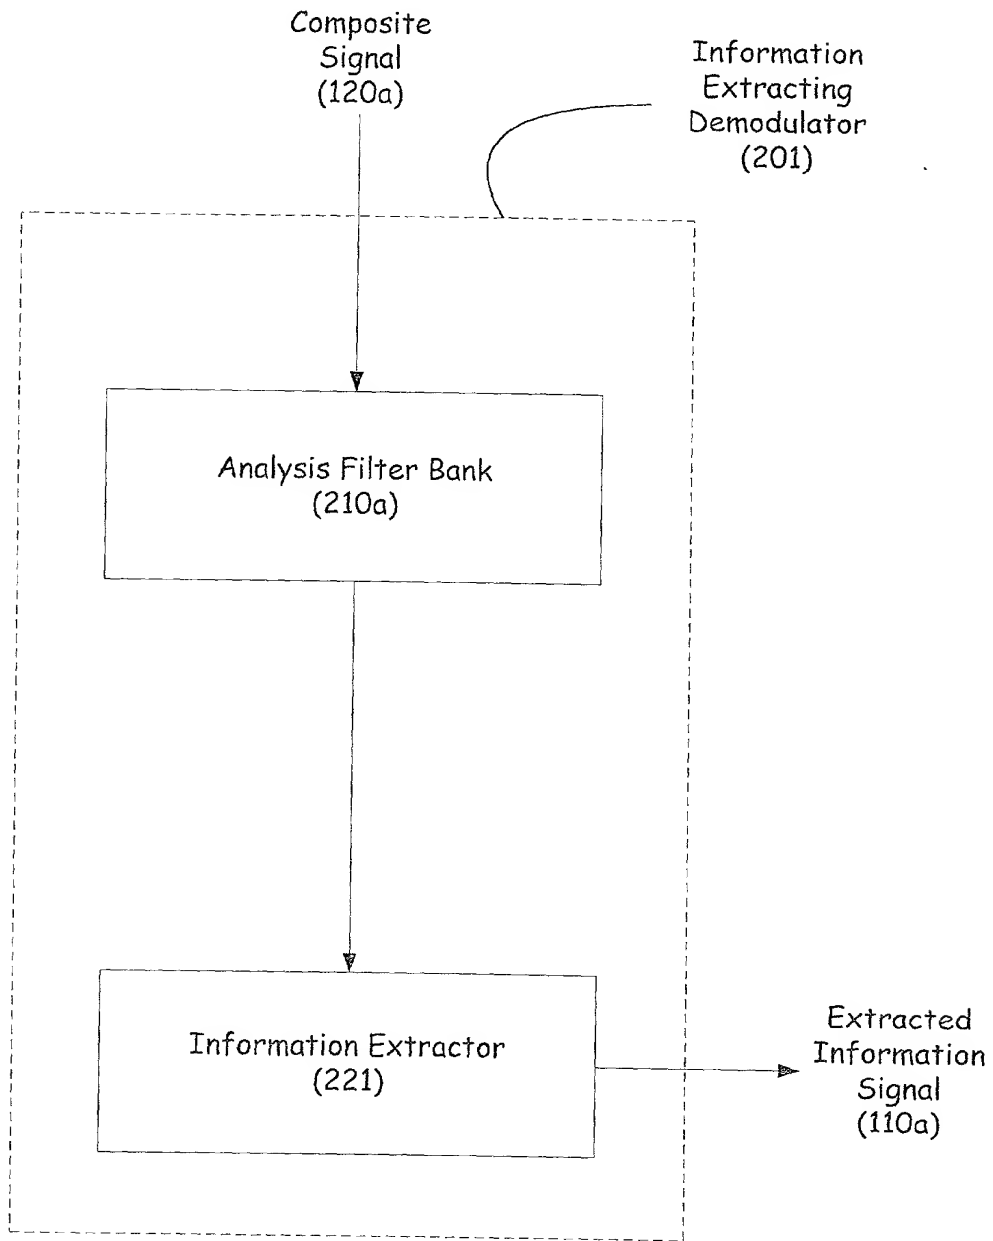 Composite
Signal
(120a)
Information
Extracting
Demodulator
(201)
Analysis Filter Bank
(210a)
Information Extractor
(221)
Extracted
Information
Signal
(110a)